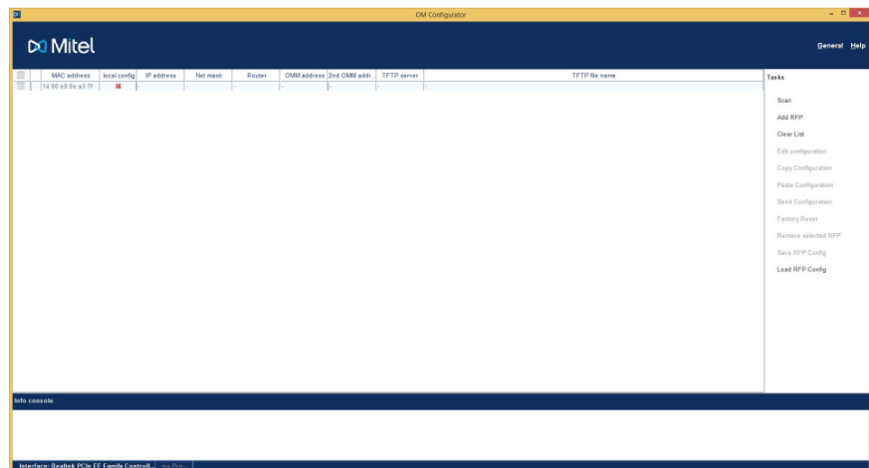 OM Configurator
Mitel
General Help
MAC address local config IP address Net mask Router OMM address 2nd OMM addr... TFTP server TFTP file name
- - - - - - -
Tasks
Scan
Add RFP
Clear List
Edit configuration
Copy Configuration
Paste Configuration
Send Configuration
Factory Reset
Remove selected RFP
Save RFP Config
Load RFP Config
Info console
Interface: Realtek PCIe FE Family Controll... no Pro...